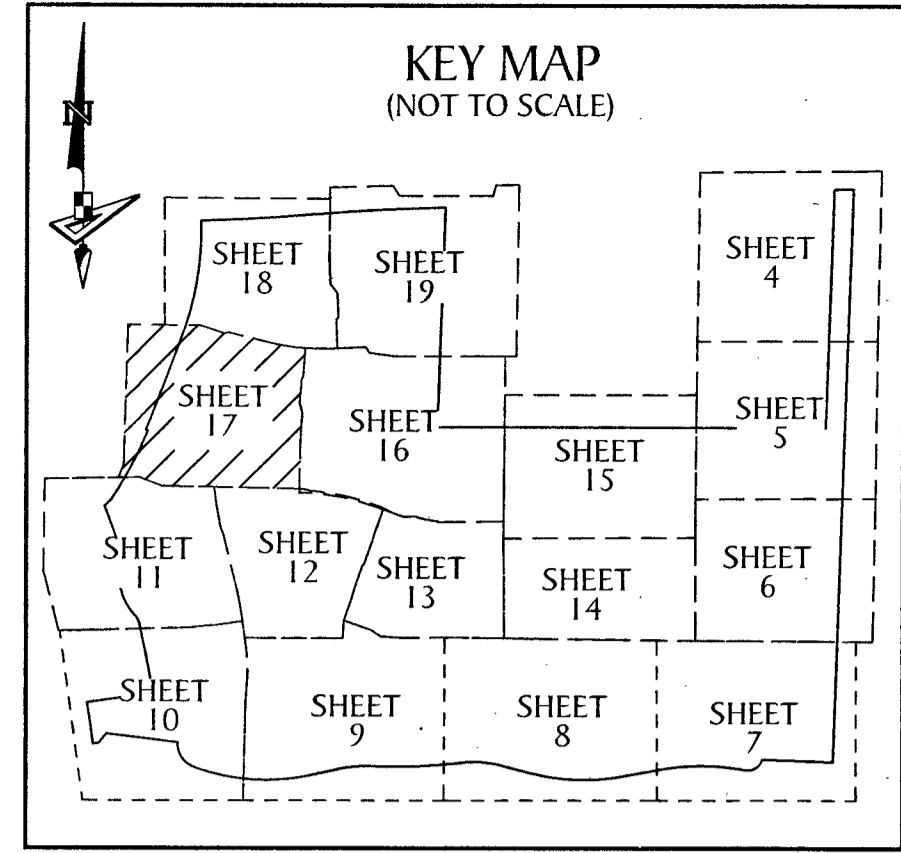 KEY MAP
(NOT TO SCALE)
N
SHEET
4
SHEET
18
SHEET
19
SHEET
17
SHEET
16
SHEET
5
SHEET
15
SHEET
11
SHEET
12
SHEET
13
SHEET
14
SHEET
6
SHEET
10
SHEET
9
SHEET
8
SHEET
7